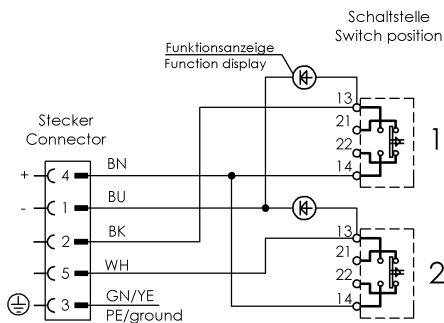 Schaltstelle
Switch position
Funktionsanzeige
Function display
13
21
22
14
1
Stecker
Connector
+ 4 BN
- 1 BU
2 BK
5 WH
3 GN/YE
PE/ground
13
21
22
14
2